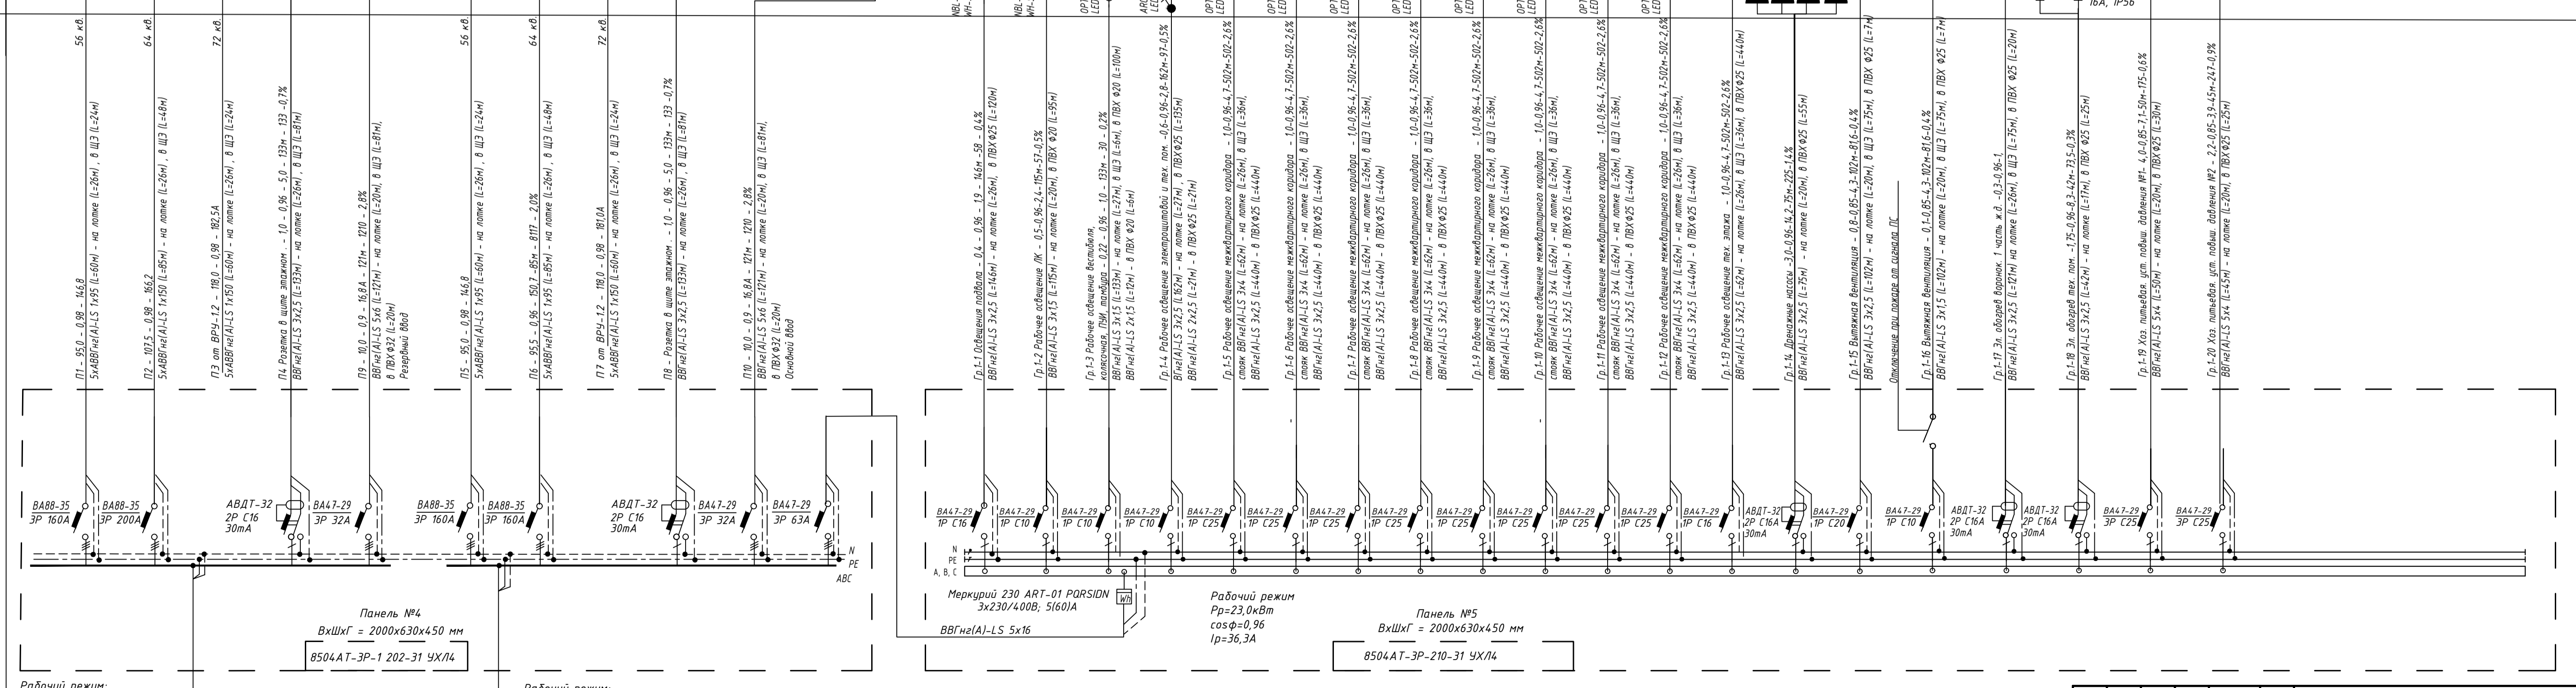 56 кв.
64 кв.
72 кв.
56 кв.
64 кв.
72 кв.
16А, IP56
П1 - 95,0 - 0,98 - 146,8
5хАВВГнг(А)-LS 1х95 (L=60м) - на лотке (L=26м) , в ЩЭ (L=24м)
П2 - 107,5 - 0,98 - 166,2
5хАВВГнг(А)-LS 1х150 (L=85м) - на лотке (L=26м) , в ЩЭ (L=48м)
П3 от ВРУ-1.2 - 118,0 - 0,98 - 182,5А
5хАВВГнг(А)-LS 1х150 (L=60м) - на лотке (L=26м) , в ЩЭ (L=24м)
П4 Розетка в щите этажном . - 1,0 - 0,96 - 5,0 - 133м - 133 -0,7%
ВВГнг(А)-LS 3х2,5 (L=133м) - на лотке (L=26м) , в ЩЭ (L=81м)
П9 - 10,0 - 0,9 - 16,8А - 121м - 1210 - 2,8%
ВВГнг(А)-LS 5х6 (L=121м) - на лотке (L=20м), в ЩЭ (L=81м),
в ПВХФ32 (L=20м)
Резервный ввод
П5 - 95,0 - 0,98 - 146,8
5хАВВГнг(А)-LS 1х95 (L=60м) - на лотке (L=26м) , в ЩЭ (L=24м)
П6 - 95,5 - 0,96 - 150,7 -85м - 8117 - 2,0%
5хАВВГнг(А)-LS 1х95 (L=85м) - на лотке (L=26м) , в ЩЭ (L=48м)
П7 от ВРУ-1.2 - 118,0 - 0,98 - 181,0А
5хАВВГнг(А)-LS 1х150 (L=60м) - на лотке (L=26м) , в ЩЭ (L=24м)
П8 - Розетка в щите этажном . - 1,0 - 0,96 - 5,0 - 133м - 133 -0,7%
ВВГнг(А)-LS 3х2,5 (L=133м) - на лотке (L=26м) , в ЩЭ (L=81м)
П10 - 10,0 - 0,9 - 16,8А - 121м - 1210 - 2,8%
ВВГнг(А)-LS 5х6 (L=121м) - на лотке (L=20м), в ЩЭ (L=81м),
в ПВХФ32 (L=20м)
Основной ввод
Гр.1-1 Освещения подвала - 0,4 - 0,96 - 1,9 - 146м -58 - 0,4%
ВВГнг(А)-LS 3х2,5 (L=146м) - на лотке (L=26м), в ПВХФ25 (L=120м)
Гр.1-2 Рабочее освещение ЛК - 0,5-0,96-2,4-115м-57-0,5%
ВВГнг(А)-LS 3х1,5 (L=115м) - на лотке (L=20м), в ПВХ Ф20 (L=95м)
Гр.1-3 Рабочее освещения вестибюля,
колясочная, ПУИ, тамбура - 0,22 - 0,96 - 1,0 - 133м - 30 - 0,2%
ВВГнг(А)-LS 3х1,5 (L=133м) - на лотке (L=27м), в ЩЭ (L=6м), в ПВХ Ф20 (L=100м)
ВВГнг(А)-LS 2х1,5 (L=12м) - в ПВХ Ф20 (L=6м)
Гр.1-4 Рабочее освещение электрощитовой и тех. пом. -0,6-0,96-2,8-162м-97-0,5%
ВГнг(А)-LS 3х2,5 (L162м) - на лотке (L=27м) , в ПВХФ25 (L=135м)
ВВГнг(А)-LS 2х2,5 (L=21м) - в ПВХФ25 (L=21м)
Гр.1-5 Рабочее освещение межквартирного коридора - 1,0-0,96-4,7-502м-502-2,6%
стояк ВВГнг(А)-LS 3х4 (L=62м) - на лотке (L=26м), в ЩЭ (L=36м),
ВВГнг(А)-LS 3х2,5 (L=440м) - в ПВХФ25 (L=440м)
Гр.1-6 Рабочее освещение межквартирного коридора - 1,0-0,96-4,7-502м-502-2,6%
стояк ВВГнг(А)-LS 3х4 (L=62м) - на лотке (L=26м), в ЩЭ (L=36м),
ВВГнг(А)-LS 3х2,5 (L=440м) - в ПВХФ25 (L=440м)
Гр.1-7 Рабочее освещение межквартирного коридора - 1,0-0,96-4,7-502м-502-2,6%
стояк ВВГнг(А)-LS 3х4 (L=62м) - на лотке (L=26м), в ЩЭ (L=36м),
ВВГнг(А)-LS 3х2,5 (L=440м) - в ПВХФ25 (L=440м)
Гр.1-8 Рабочее освещение межквартирного коридора - 1,0-0,96-4,7-502м-502-2,6%
стояк ВВГнг(А)-LS 3х4 (L=62м) - на лотке (L=26м), в ЩЭ (L=36м),
ВВГнг(А)-LS 3х2,5 (L=440м) - в ПВХФ25 (L=440м)
Гр.1-9 Рабочее освещение межквартирного коридора - 1,0-0,96-4,7-502м-502-2,6%
стояк ВВГнг(А)-LS 3х4 (L=62м) - на лотке (L=26м), в ЩЭ (L=36м),
ВВГнг(А)-LS 3х2,5 (L=440м) - в ПВХФ25 (L=440м)
Гр.1-10 Рабочее освещение межквартирного коридора - 1,0-0,96-4,7-502м-502-2,6%
стояк ВВГнг(А)-LS 3х4 (L=62м) - на лотке (L=26м), в ЩЭ (L=36м),
ВВГнг(А)-LS 3х2,5 (L=440м) - в ПВХФ25 (L=440м)
Гр.1-11 Рабочее освещение межквартирного коридора - 1,0-0,96-4,7-502м-502-2,6%
стояк ВВГнг(А)-LS 3х4 (L=62м) - на лотке (L=26м), в ЩЭ (L=36м),
ВВГнг(А)-LS 3х2,5 (L=440м) - в ПВХФ25 (L=440м)
Гр.1-12 Рабочее освещение межквартирного коридора - 1,0-0,96-4,7-502м-502-2,6%
стояк ВВГнг(А)-LS 3х4 (L=62м) - на лотке (L=26м), в ЩЭ (L=36м),
ВВГнг(А)-LS 3х2,5 (L=440м) - в ПВХФ25 (L=440м)
Гр.1-13 Рабочее освещение тех. этажа - 1,0-0,96-4,7-502м-502-2,6%
ВВГнг(А)-LS 3х2,5 (L=62м) - на лотке (L=26м), в ЩЭ (L=36м), в ПВХФ25 (L=440м)
Гр.1-14 Дренажные насосы -3,0-0,96-14,2-75м-225-1,4%
ВВГнг(А)-LS 3х2,5 (L=75м) - на лотке (L=20м), в ПВХФ25 (L=55м)
Гр.1-15 Вытяжная вентиляция - 0,8-0,85-4,3-102м-81,6-0,4%
ВВГнг(А)-LS 3х2,5 (L=102м) - на лотке (L=20м), в ЩЭ (L=75м), в ПВХ Ф25 (L=7м)
Отключение при пожаре от сигнала ПС
Гр.1-16 Вытяжная вентиляция - 0,1-0,85-4,3-102м-81,6-0,4%
ВВГнг(А)-LS 3х1,5 (L=102м) - на лотке (L=20м), в ЩЭ (L=75м), в ПВХ Ф25 (L=7м)
Гр.1-17 Эл. обогрев воронок. 1 часть ж.д. -0,3-0,96-1,
ВВГнг(А)-LS 3х2,5 (L=121м) на лотке (L=26м), в ЩЭ (L=75м), в ПВХ Ф25 (L=20м)
Гр.1-18 Эл. обогрев тех. пом. -1,75-0,96-8,3-42м-73,5-0,3%
ВВГнг(А)-LS 3х2,5 (L=42м) - на лотке (L=17м), в ПВХ Ф25 (L=25м)
Гр.1-19 Хоз. питьевая. уст. повыш. давления №1- 4,0-0,85-7,1-50м-175-0,6%
ВВГнг(А)-LS 5х4 (L=50м) - на лотке (L=20м), в ПВХФ25 (L=30м)
Гр.1-20 Хоз. питьевая. уст. повыш. давления №2 - 2,2-0,85-3,9-45м-247-0,9%
ВВГнг(А)-LS 5х4 (L=45м) - на лотке (L=20м), в ПВХФ25 (L=25м)
ВА88-35
3Р 160А
ВА88-35
3Р 200А
АВДТ-32
2Р С16
30mA
ВА47-29
3Р 32А
ВА88-35
3Р 160А
ВА88-35
3Р 160А
АВДТ-32
2Р С16
30mA
ВА47-29
3Р 32А
ВА47-29
3Р 63А
ВА47-29
1Р С16
ВА47-29
1Р С10
ВА47-29
1Р С10
ВА47-29
1Р С10
ВА47-29
1Р С25
ВА47-29
1Р С25
ВА47-29
1Р С25
ВА47-29
1Р С25
ВА47-29
1Р С25
ВА47-29
1Р С25
ВА47-29
1Р С25
ВА47-29
1Р С25
ВА47-29
1Р С16
АВДТ-32
2Р С16А
30mA
ВА47-29
1Р С20
ВА47-29
1Р С10
АВДТ-32
2Р С16А
30mA
АВДТ-32
2Р С16А
30mA
ВА47-29
3Р С25
ВА47-29
3Р С25
N
PE
ABC
N
PE
A, B, C
Панель №4
ВхШхГ = 2000х630х450 мм
8504АТ-ЗР-1 202-31 УХЛ4
Меркурий 230 ART-01 PQRSIDN
3х230/400В; 5(60)А
Wh
ВВГнг(А)-LS 5х16
Рабочий режим
Рр=23,0кВт
cosφ=0,96
Iр=36,3А
Панель №5
ВхШхГ = 2000х630х450 мм
8504АТ-ЗР-210-31 УХЛ4
Рабочий режим: